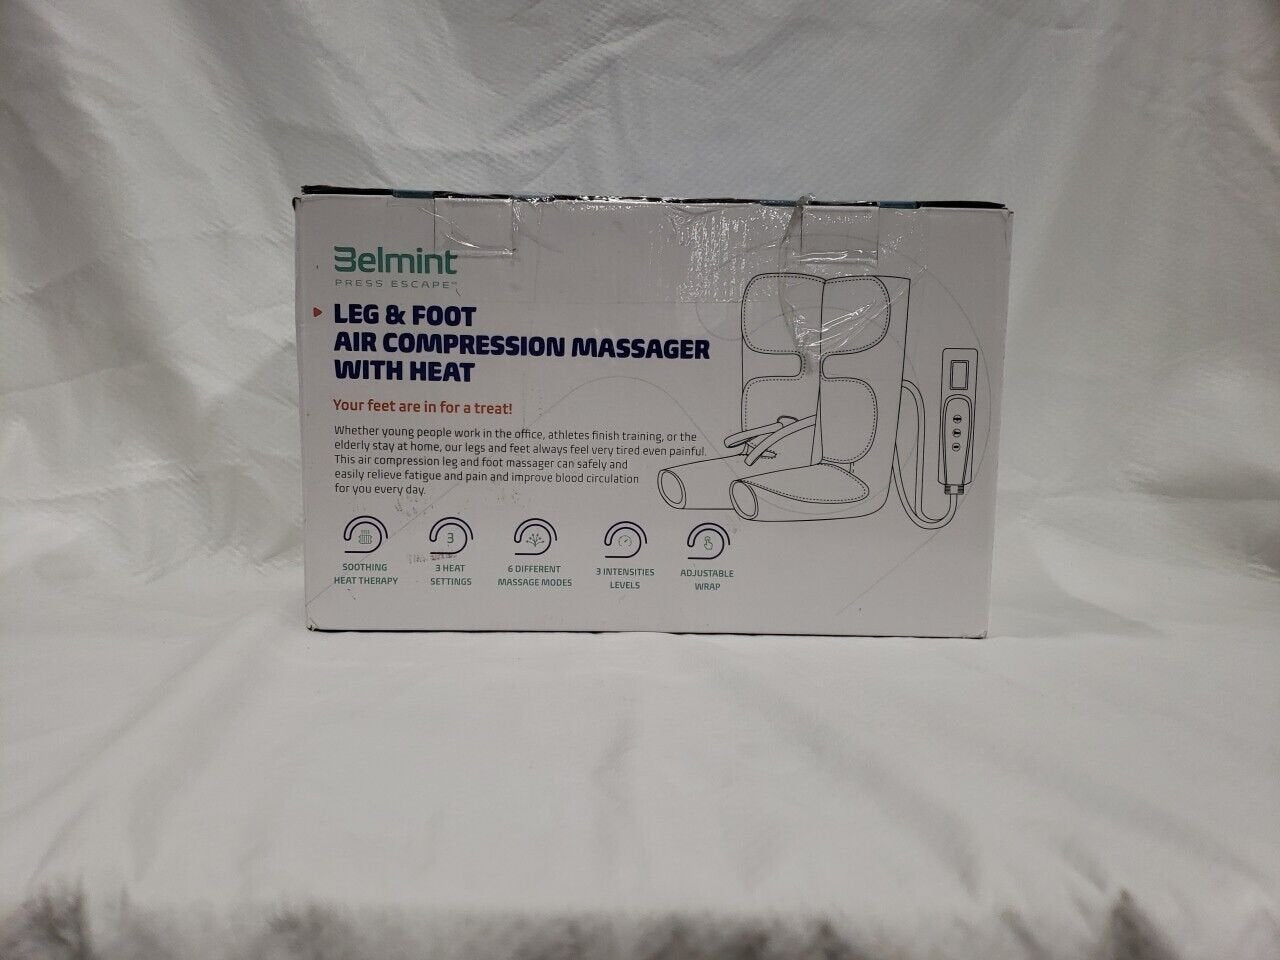 Belmint
PRESS ESCAPE™
LEG & FOOT
AIR COMPRESSION MASSAGER
WITH HEAT
Your feet are in for a treat!
Whether young people work in the office, athletes finish training, or the
elderly stay at home, our legs and feet always feel very tired even painful.
This air compression leg and foot massager can safely and
easily relieve fatigue and pain and improve blood circulation
for you every day.
3
SOOTHING
HEAT THERAPY
3 HEAT
SETTINGS
6 DIFFERENT
MASSAGE MODES
3 INTENSITIES
LEVELS
ADJUSTABLE
WRAP